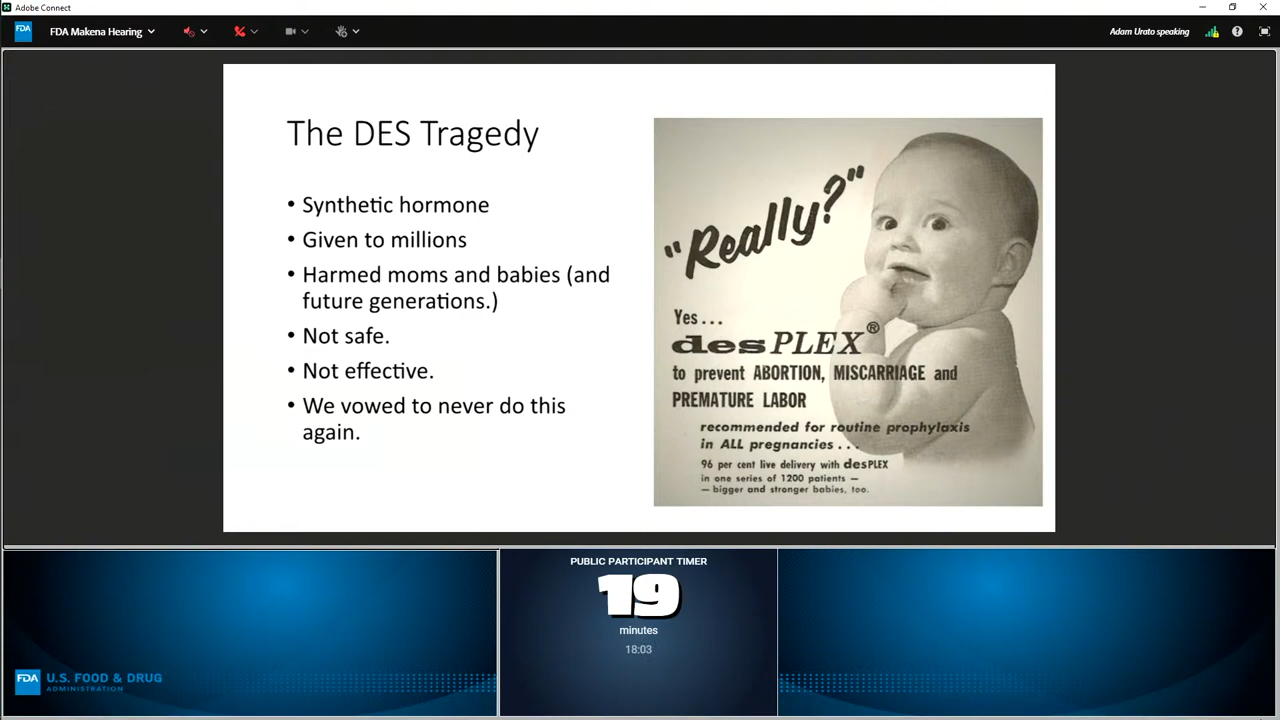 Adobe Connect
FDA
FDA Makena Hearing
Adam Urato speaking
The DES Tragedy
• Synthetic hormone
• Given to millions
• Harmed moms and babies (and
future generations.)
• Not safe.
• Not effective.
• We vowed to never do this
again.
"Really?"
Yes...
desPLEX®
to prevent ABORTION, MISCARRIAGE and
PREMATURE LABOR
recommended for routine prophylaxis
in ALL pregnancies...
96 per cent live delivery with desPLEX
in one series of 1200 patients —
— bigger and stronger babies, too.
PUBLIC PARTICIPANT TIMER
19
minutes
18:03
FDA U.S. FOOD & DRUG
ADMINISTRATION